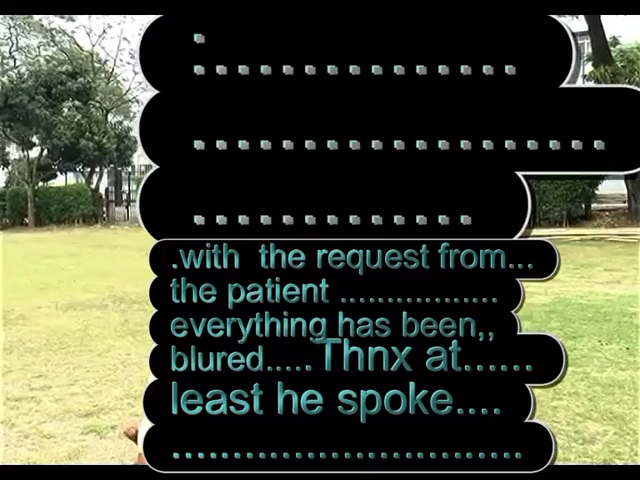 .
...............
...................
.............
.with the request from...
the patient .................
everything has been,,
blured.....Thnx at......
least he spoke....
............................